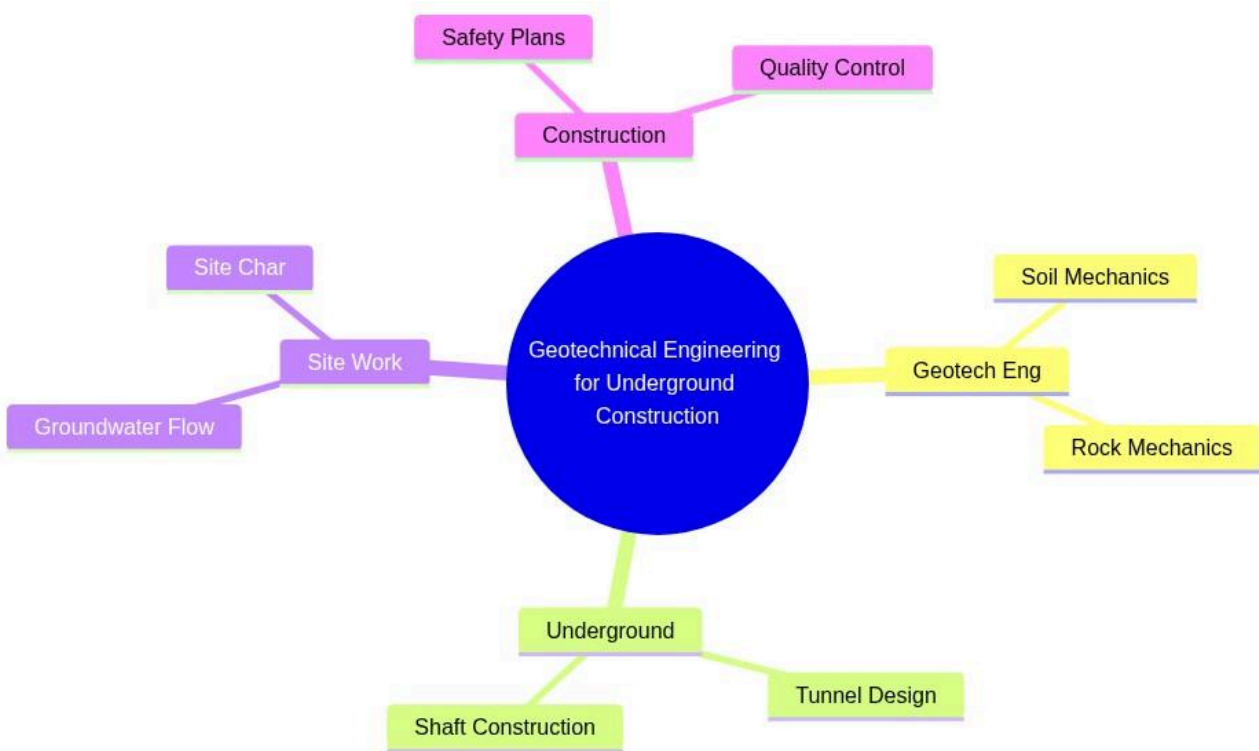 Safety Plans
Quality Control
Construction
Site Char
Soil Mechanics
Site Work
Geotechnical Engineering
for Underground
Construction
Geotech Eng
Groundwater Flow
Rock Mechanics
Underground
Tunnel Design
Shaft Construction